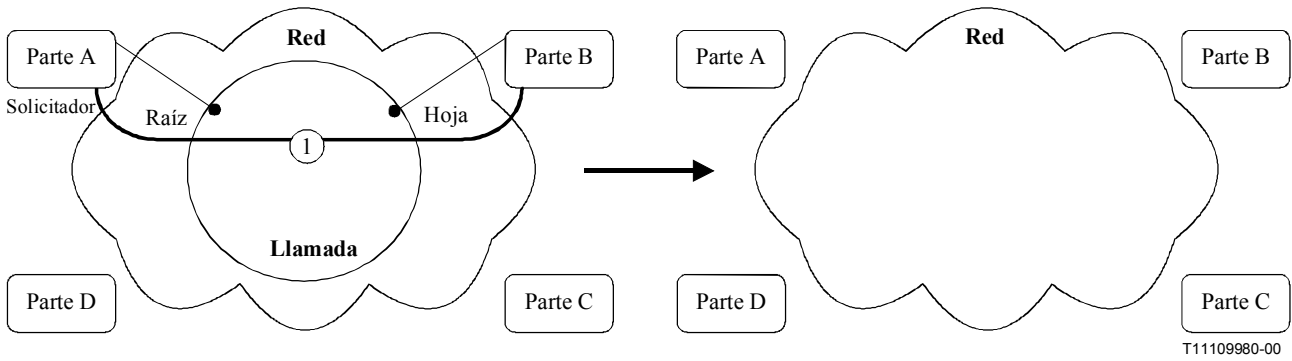 Red
Parte A
Parte B
Solicitador
Raíz
Hoja
1
Llamada
Parte D
Parte C
Red
Parte A
Parte B
Parte D
Parte C
T11109980-00